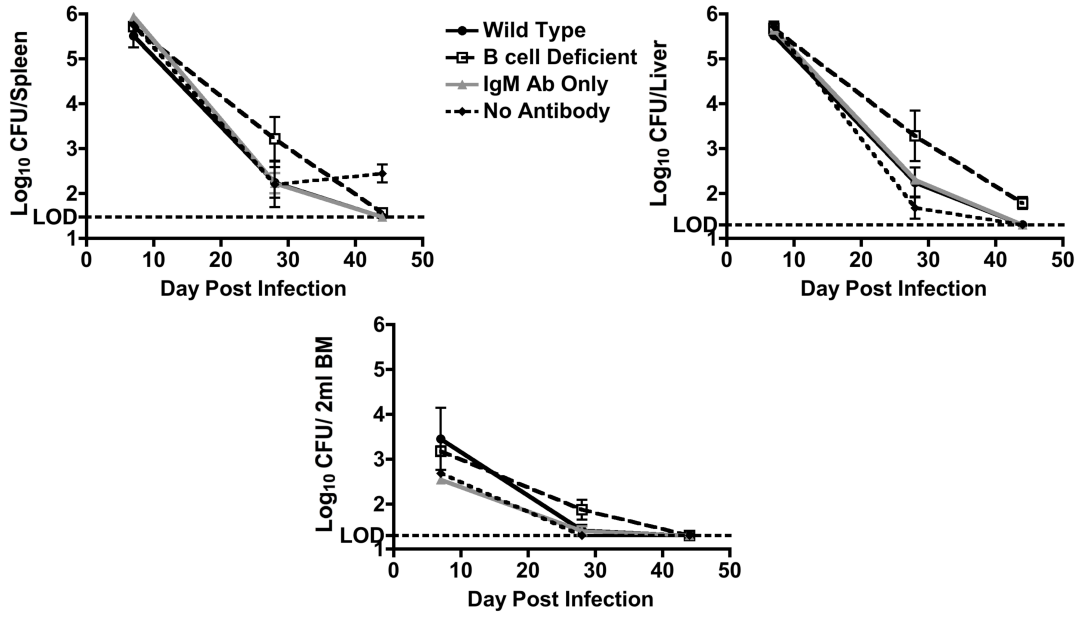 Log10 CFU/Spleen
6
5
4
3
2
LOD
1
0 10 20 30 40 50
Day Post Infection
Wild Type
B cell Deficient
IgM Ab Only
No Antibody
Log10 CFU/Liver
6
5
4
3
2
LOD
1
0 10 20 30 40 50
Day Post Infection
Log10 CFU/ 2ml BM
6
5
4
3
2
LOD
1
0 10 20 30 40 50
Day Post Infection